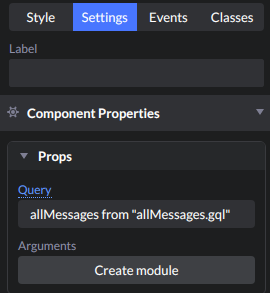 Style Settings Events Classes
Label
Component Properties
Props
Query
allMessages from "allMessages.gql"
Arguments
Create module